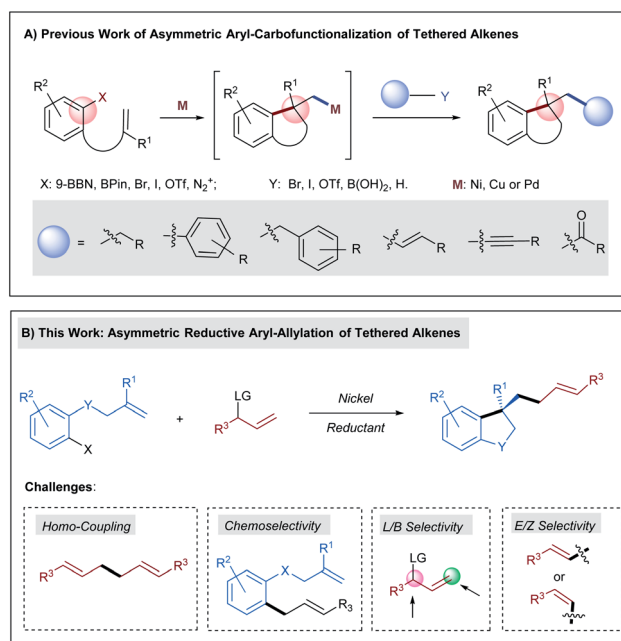 A) Previous Work of Asymmetric Aryl-Carbofunctionalization of Tethered Alkenes
R² X R¹ M R¹ M Y R² R¹
R²
X: 9-BBN, BPin, Br, I, OTf, N₂⁺; Y: Br, I, OTf, B(OH)₂, H. M: Ni, Cu or Pd
= R R R R R O R
B) This Work: Asymmetric Reductive Aryl-Allylation of Tethered Alkenes
R² Y R¹ X + LG R³ Nickel Reductant R² R¹ Y R³
Challenges:
Homo-Coupling Chemoselectivity L/B Selectivity E/Z Selectivity
R³ R³ R² X R¹ R³ LG R³ R³ or R³